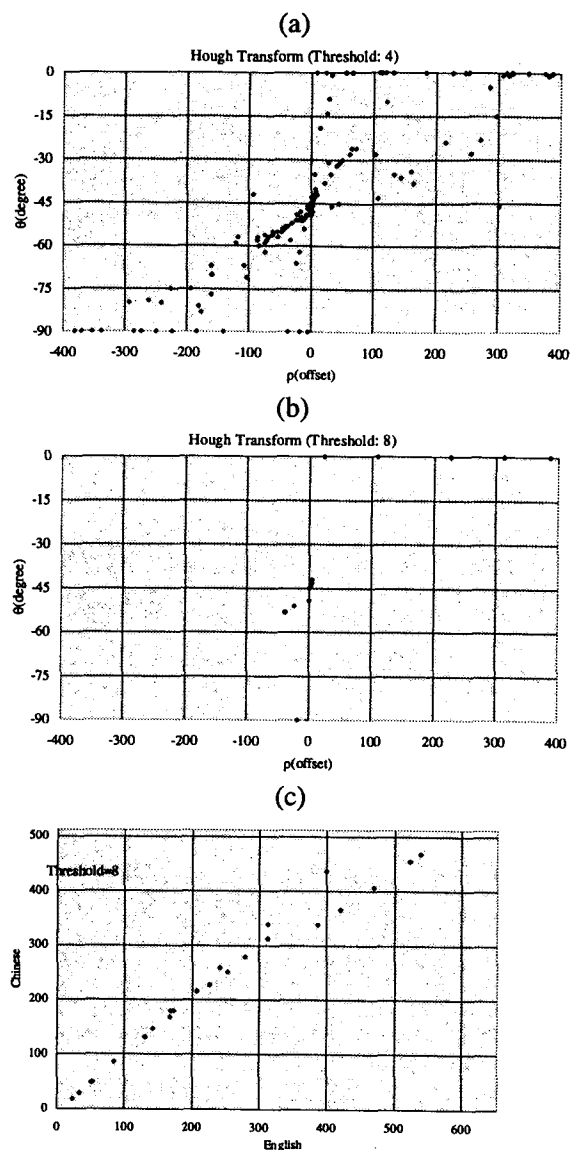 (a)
Hough Transform (Threshold: 4)
0
-15
-30
-45
-60
-75
-90
θ(degree)
-400 -300 -200 -100 0 100 200 300 400
ρ(offset)
(b)
Hough Transform (Threshold: 8)
0
-15
-30
-45
-60
-75
-90
θ(degree)
-400 -300 -200 -100 0 100 200 300 400
ρ(offset)
(c)
500
Threshold=8
400
300
200
100
0
Chinese
0 100 200 300 400 500 600
English